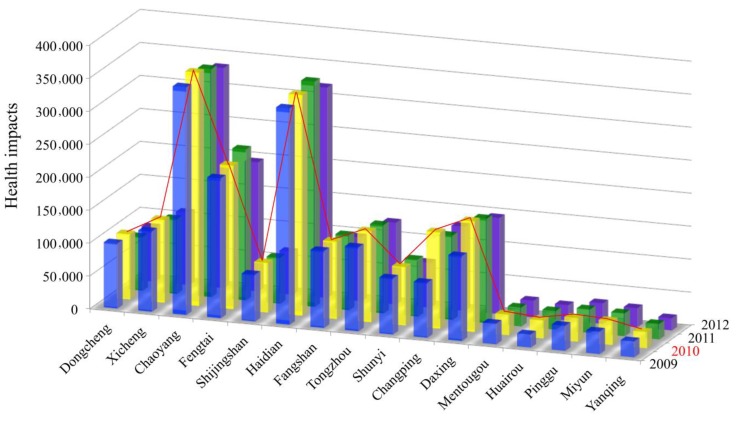 Health impacts
400.000
350.000
300.000
250.000
200.000
150.000
100.000
50.000
0
Dongcheng
Xicheng
Chaoyang
Fengtai
Shijingshan
Haidian
Fangshan
Tongzhou
Shunyi
Changping
Daxing
Mentougou
Huairou
Pinggu
Miyun
Yanqing
2012
2011
2010
2009